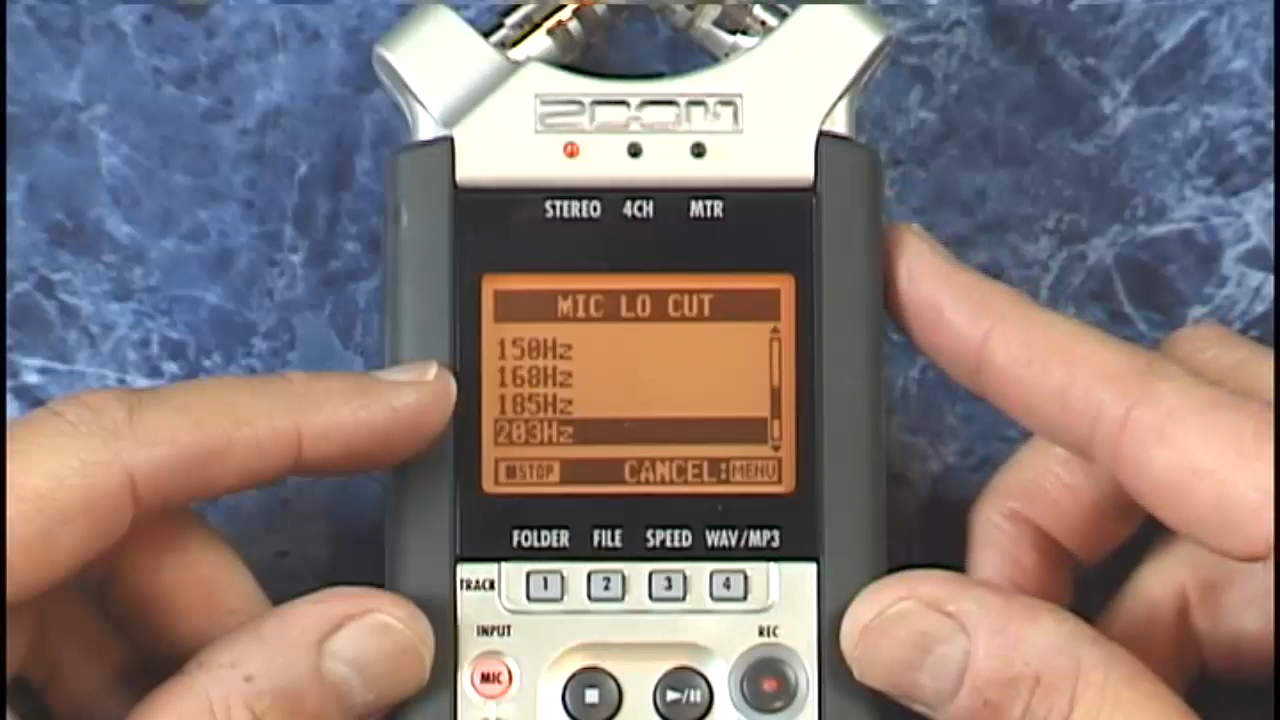 ZOOM
STEREO 4CH MTR
MIC LO CUT
150Hz
168Hz
185Hz
203Hz
■STOP CANCEL:MENU
FOLDER FILE SPEED WAV/MP3
TRACK 1 2 3 4
INPUT REC
MIC